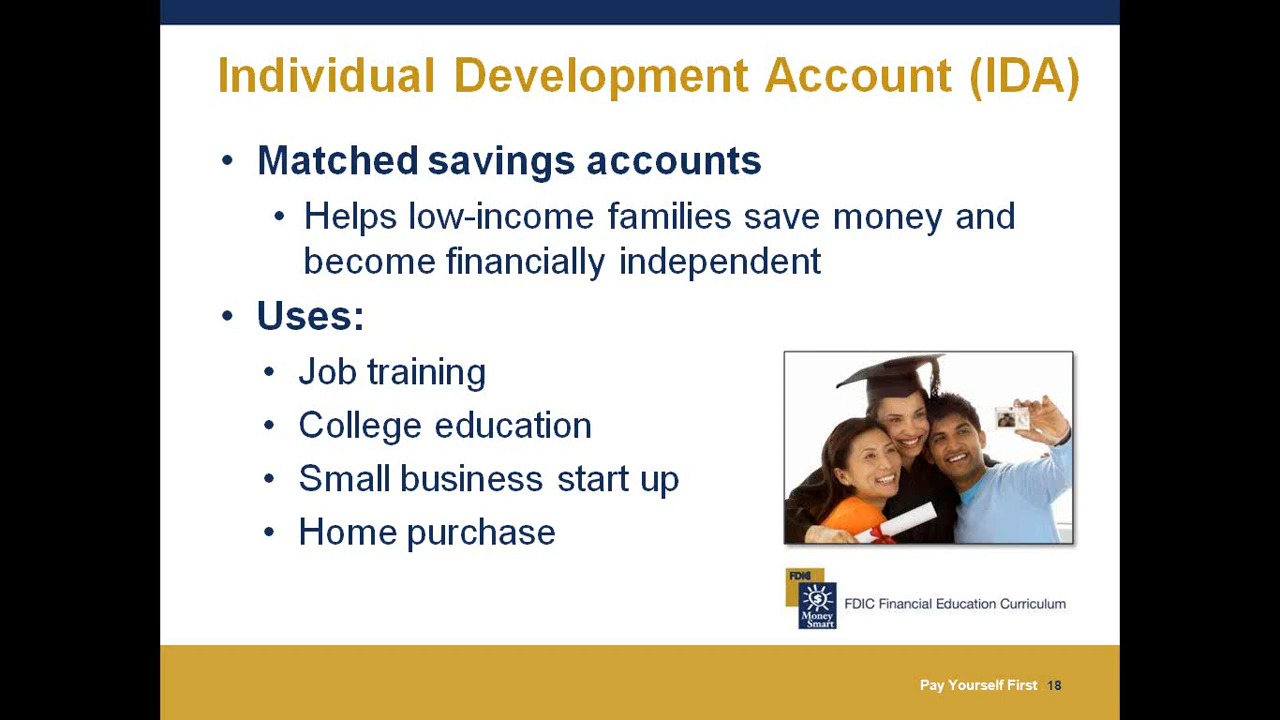 Individual Development Account (IDA)
• Matched savings accounts
• Helps low-income families save money and
become financially independent
• Uses:
• Job training
• College education
• Small business start up
• Home purchase
FDIC
Money
Smart
FDIC Financial Education Curriculum
Pay Yourself First 18